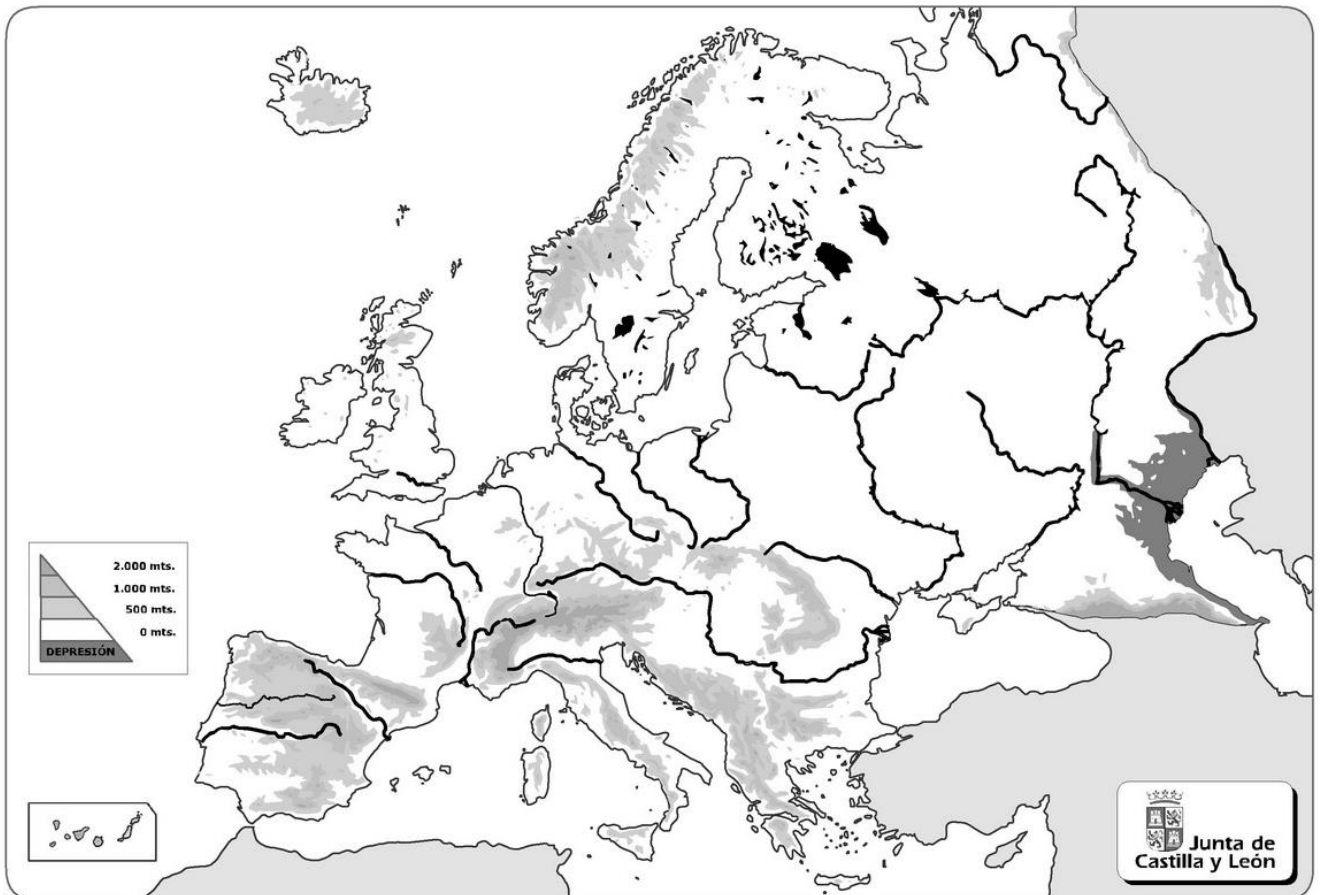 2.000 mts.
1.000 mts.
500 mts.
0 mts.
DEPRESIÓN
Junta de
Castilla y León